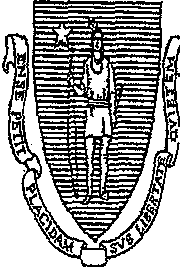 ENSE PETIT
PLACIDAM
SVB LIBERTATE
QVIETEM